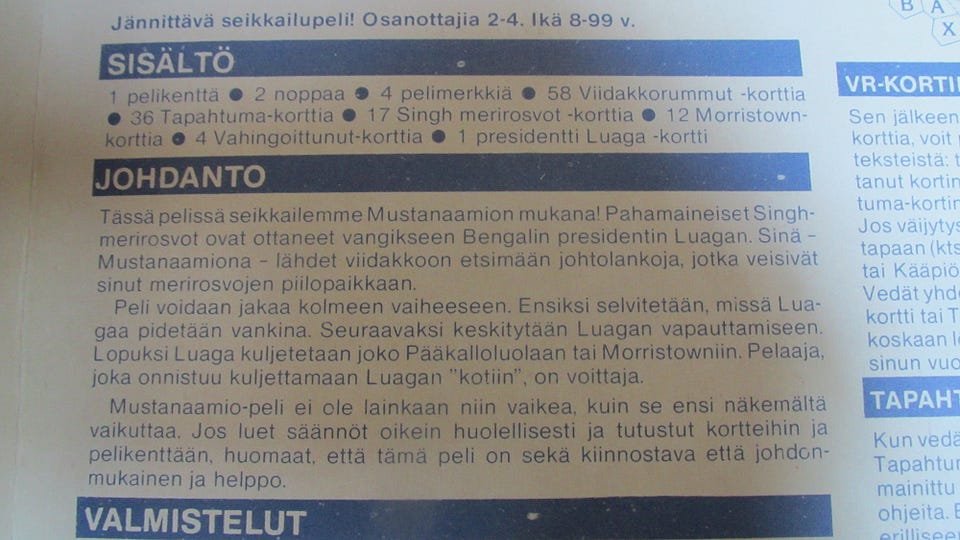 Jännittävä seikkailupeli! Osanottajia 2-4. Ikä 8-99 v.
SISÄLTÖ
1 pelikenttä ● 2 noppaa ● 4 pelimerkkiä ● 58 Viidakkorummut -korttia
● 36 Tapahtuma-korttia ● 17 Singh merirosvot -korttia ● 12 Morristown-
korttia ● 4 Vahingoittunut-korttia ● 1 presidentti Luaga -kortti
JOHDANTO
Tässä pelissä seikkailemme Mustanaamion mukana! Pahamaineiset Singh-
merirosvot ovat ottaneet vangikseen Bengalin presidentin Luagan. Sinä –
Mustanaamiona – lähdet viidakkoon etsimään johtolankoja, jotka veisivät
sinut merirosvojen piilopaikkaan.
Peli voidaan jakaa kolmeen vaiheeseen. Ensiksi selvitetään, missä Lua-
gaa pidetään vankina. Seuraavaksi keskitytään Luagan vapauttamiseen.
Lopuksi Luaga kuljetetaan joko Pääkalloluolaan tai Morristowniin. Pelaaja,
joka onnistuu kuljettamaan Luagan "kotiin", on voittaja.
Mustanaamio-peli ei ole lainkaan niin vaikea, kuin se ensi näkemältä
vaikuttaa. Jos luet säännöt oikein huolellisesti ja tutustut kortteihin ja
pelikenttään, huomaat, että tämä peli on sekä kiinnostava että johdon-
mukainen ja helppo.
VALMISTELUT
B A
X
VR-KORTIN
Sen jälkeen
korttia, voit
teksteistä: t
tanut kortin
tuma-kortin
Jos väijytys
tapaan (kts
tai Kääpiö
Vedät yhde
kortti tai T
koskaan l
sinun vuo
TAPAHT
Kun vedä
Tapahtum
mainittu
ohjeita. E
erilliseen